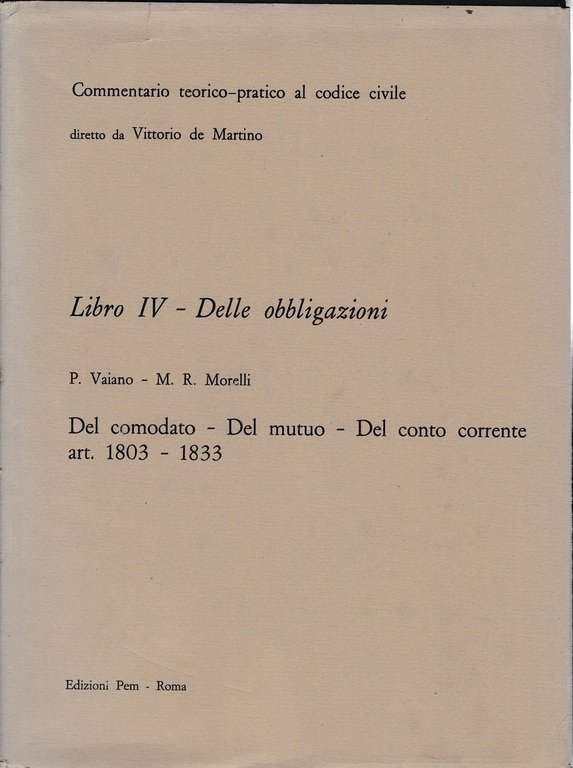 Commentario teorico-pratico al codice civile
diretto da Vittorio de Martino
Libro IV - Delle obbligazioni
P. Vaiano - M. R. Morelli
Del comodato - Del mutuo - Del conto corrente
art. 1803 - 1833
Edizioni Pem - Roma